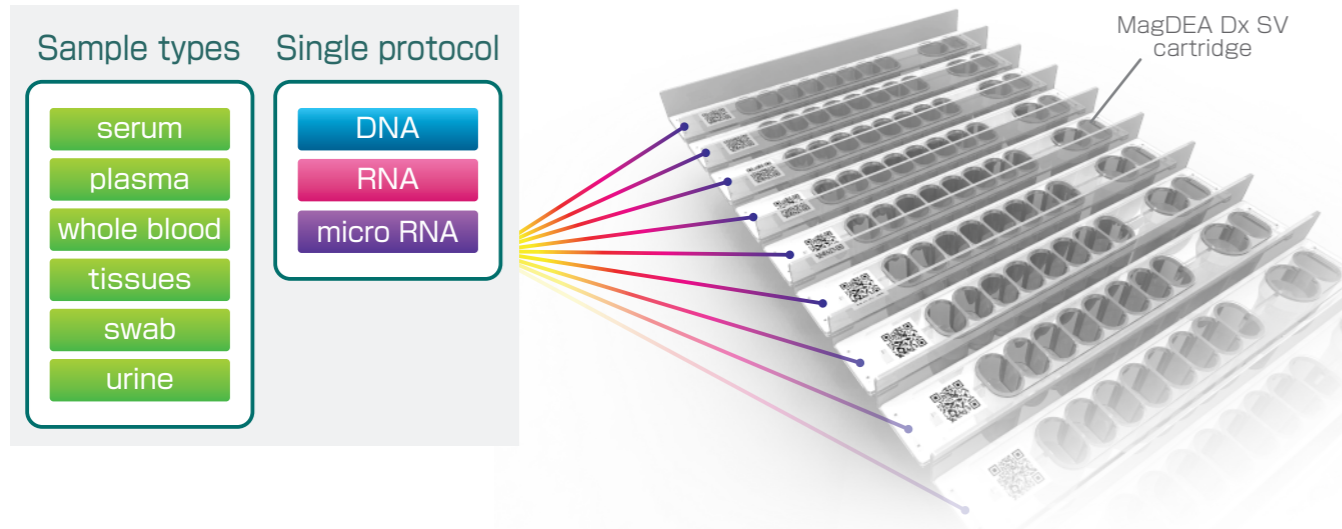 Sample types
serum
plasma
whole blood
tissues
swab
urine
Single protocol
DNA
RNA
micro RNA
MagDEA Dx SV
cartridge